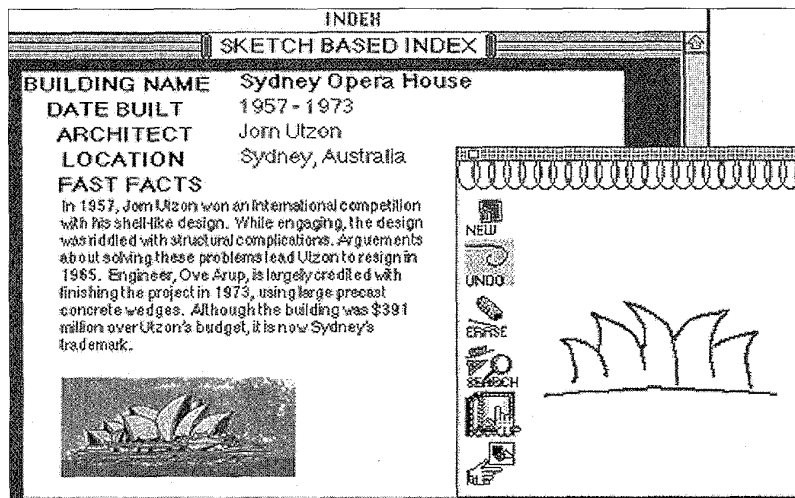 INDEX
SKETCH BASED INDEX
BUILDING NAME Sydney Opera House
DATE BUILT 1957-1973
ARCHITECT Jorn Utzon
LOCATION Sydney, Australia
FAST FACTS
In 1957, Jorn Utzon won an international competition
with his shell-like design. While engaging, the design
was riddled with structural complications. Arguements
about solving these problems lead Utzon to resign in
1965. Engineer, Ove Arup, is largely credited with
finishing the project in 1973, using large precast
concrete wedges. Although the building was $391
million over Utzon's budget, it is now Sydney's
trademark.
NEW
UNDO
ERASE
SEARCH